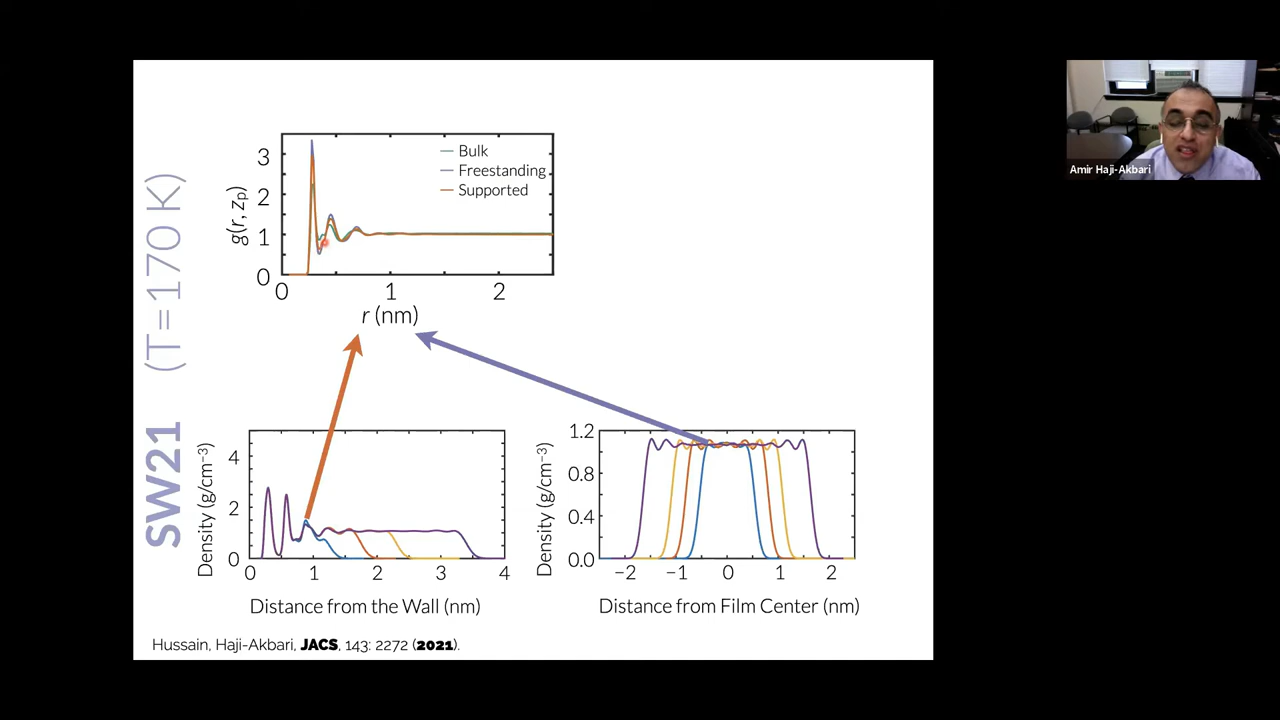 Amir Haji-Akbari
SW21 (T = 170 K)
g(r, zp)
3
2
1
0
Bulk
Freestanding
Supported
0 1 2
r (nm)
Density (g/cm⁻³)
4
2
0
0 1 2 3 4
Distance from the Wall (nm)
Density (g/cm⁻³)
1.2
0.8
0.4
0.0
−2 −1 0 1 2
Distance from Film Center (nm)
Hussain, Haji-Akbari, JACS, 143: 2272 (2021).